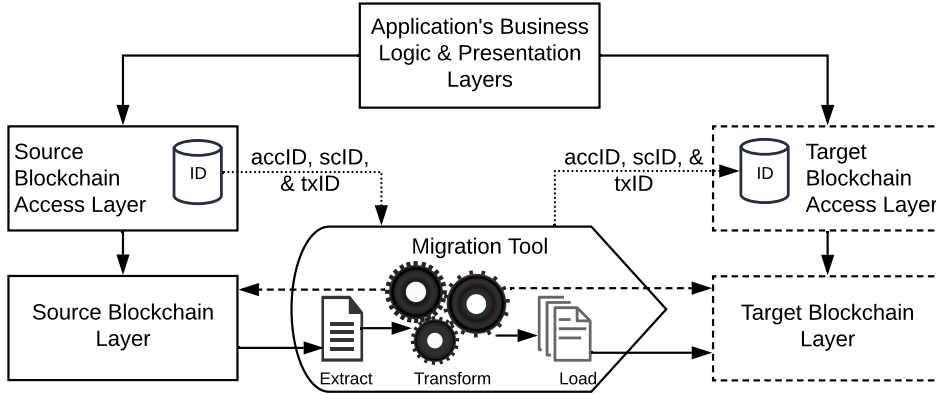 Application's Business
Logic & Presentation
Layers
Source
Blockchain
Access Layer
ID
accID, scID,
& txID
accID, scID, &
txID
ID
Target
Blockchain
Access Layer
Migration Tool
Source Blockchain
Layer
Extract
Transform
Load
Target Blockchain
Layer